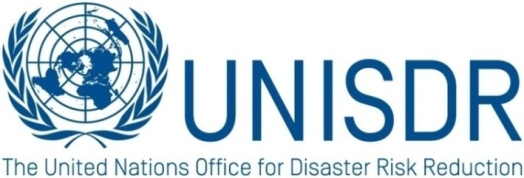 UNISDR
The United Nations Office for Disaster Risk Reduction